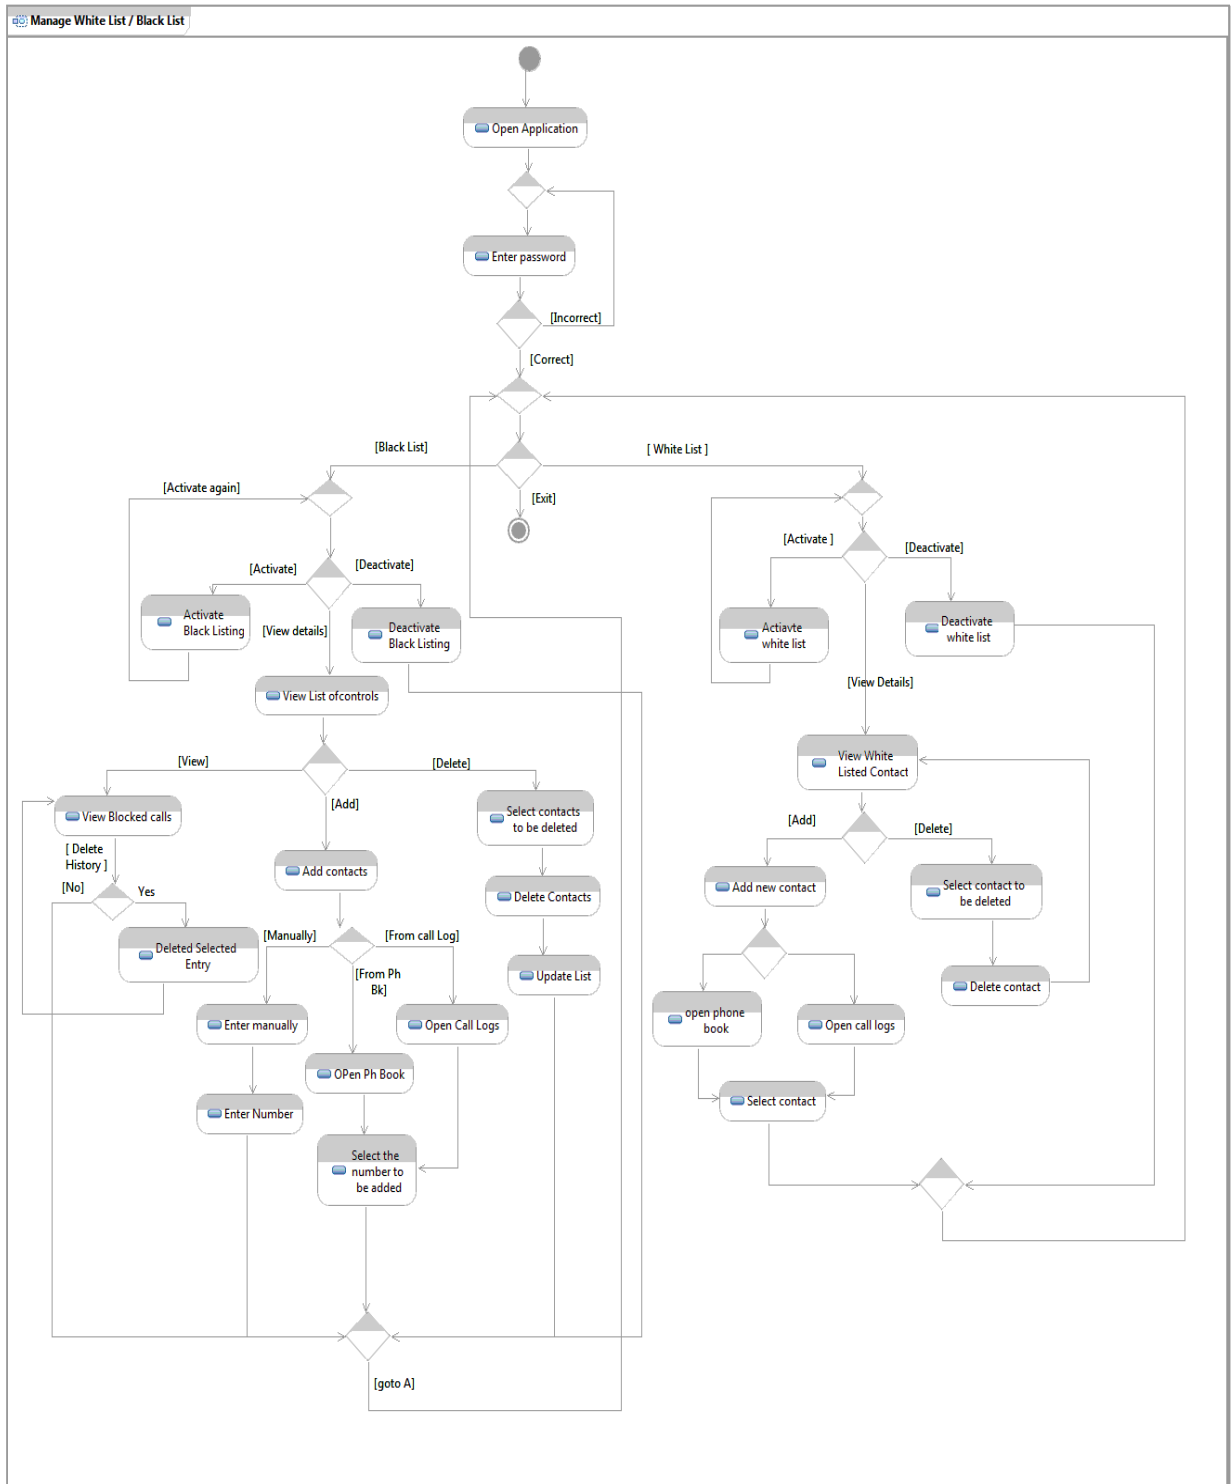 Manage White List / Black List
Open Application
Enter password
[Incorrect]
[Correct]
[Black List]
[ White List ]
[Exit]
[Activate again]
[Activate]
[Deactivate]
[Activate ]
[Deactivate]
Activate
Black Listing
[View details]
Deactivate
Black Listing
Actiavte
white list
Deactivate
white list
View List ofcontrols
[View Details]
[View]
[Delete]
[Add]
View White
Listed Contact
View Blocked calls
Select contacts
to be deleted
[Add]
[Delete]
[ Delete
History ]
Add contacts
Add new contact
Select contact to
be deleted
[No]
Yes
Delete Contacts
Deleted Selected
Entry
[Manually]
[From call Log]
[From Ph
Bk]
Update List
Delete contact
Enter manually
Open Call Logs
open phone
book
Open call logs
OPen Ph Book
Enter Number
Select contact
Select the
number to
be added
[goto A]